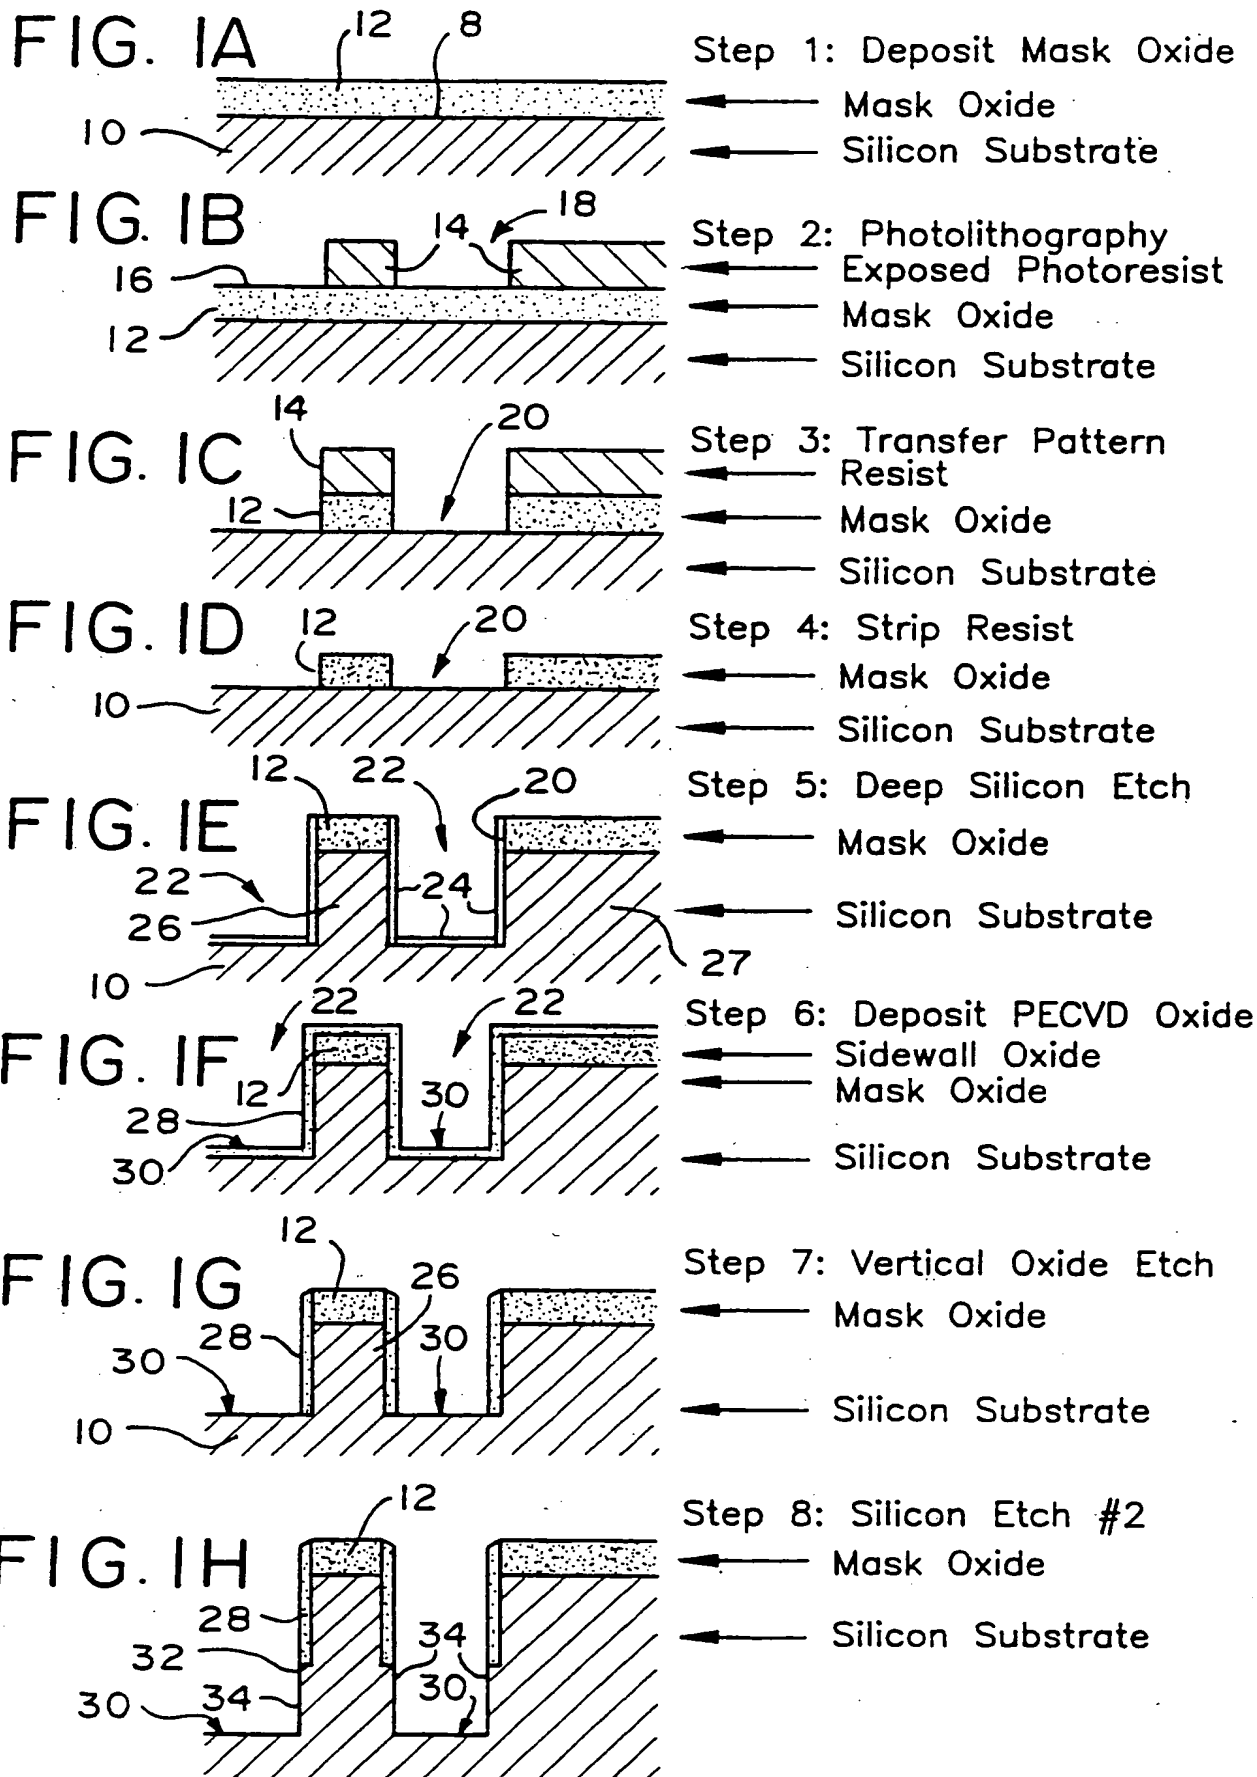 FIG. 1A
12
8
Step 1: Deposit Mask Oxide
Mask Oxide
10
Silicon Substrate
FIG. 1B
18
14
Step 2: Photolithography
16
Exposed Photoresist
12
Mask Oxide
Silicon Substrate
FIG. 1C
14
20
Step 3: Transfer Pattern
Resist
12
Mask Oxide
Silicon Substrate
FIG. 1D
12
20
Step 4: Strip Resist
Mask Oxide
10
Silicon Substrate
FIG. 1E
12
22
20
Step 5: Deep Silicon Etch
Mask Oxide
22
24
26
Silicon Substrate
27
10
FIG. 1F
22
22
Step 6: Deposit PECVD Oxide
Sidewall Oxide
12
30
Mask Oxide
28
30
Silicon Substrate
FIG. 1G
12
26
Step 7: Vertical Oxide Etch
Mask Oxide
28
30
30
10
Silicon Substrate
FIG. 1H
12
Step 8: Silicon Etch #2
Mask Oxide
28
34
Silicon Substrate
32
34
30
30